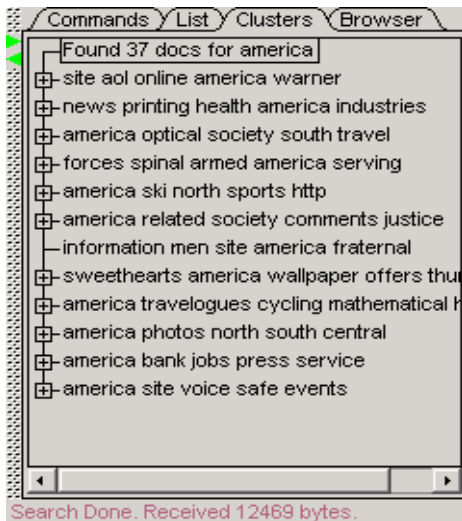 Commands List Clusters Browser
Found 37 docs for america
site aol online america warner
news printing health america industries
america optical society south travel
forces spinal armed america serving
america ski north sports http
america related society comments justice
information men site america fraternal
sweethearts america wallpaper offers thu
america travelogues cycling mathematical h
america photos north south central
america bank jobs press service
america site voice safe events
Search Done. Received 12469 bytes.